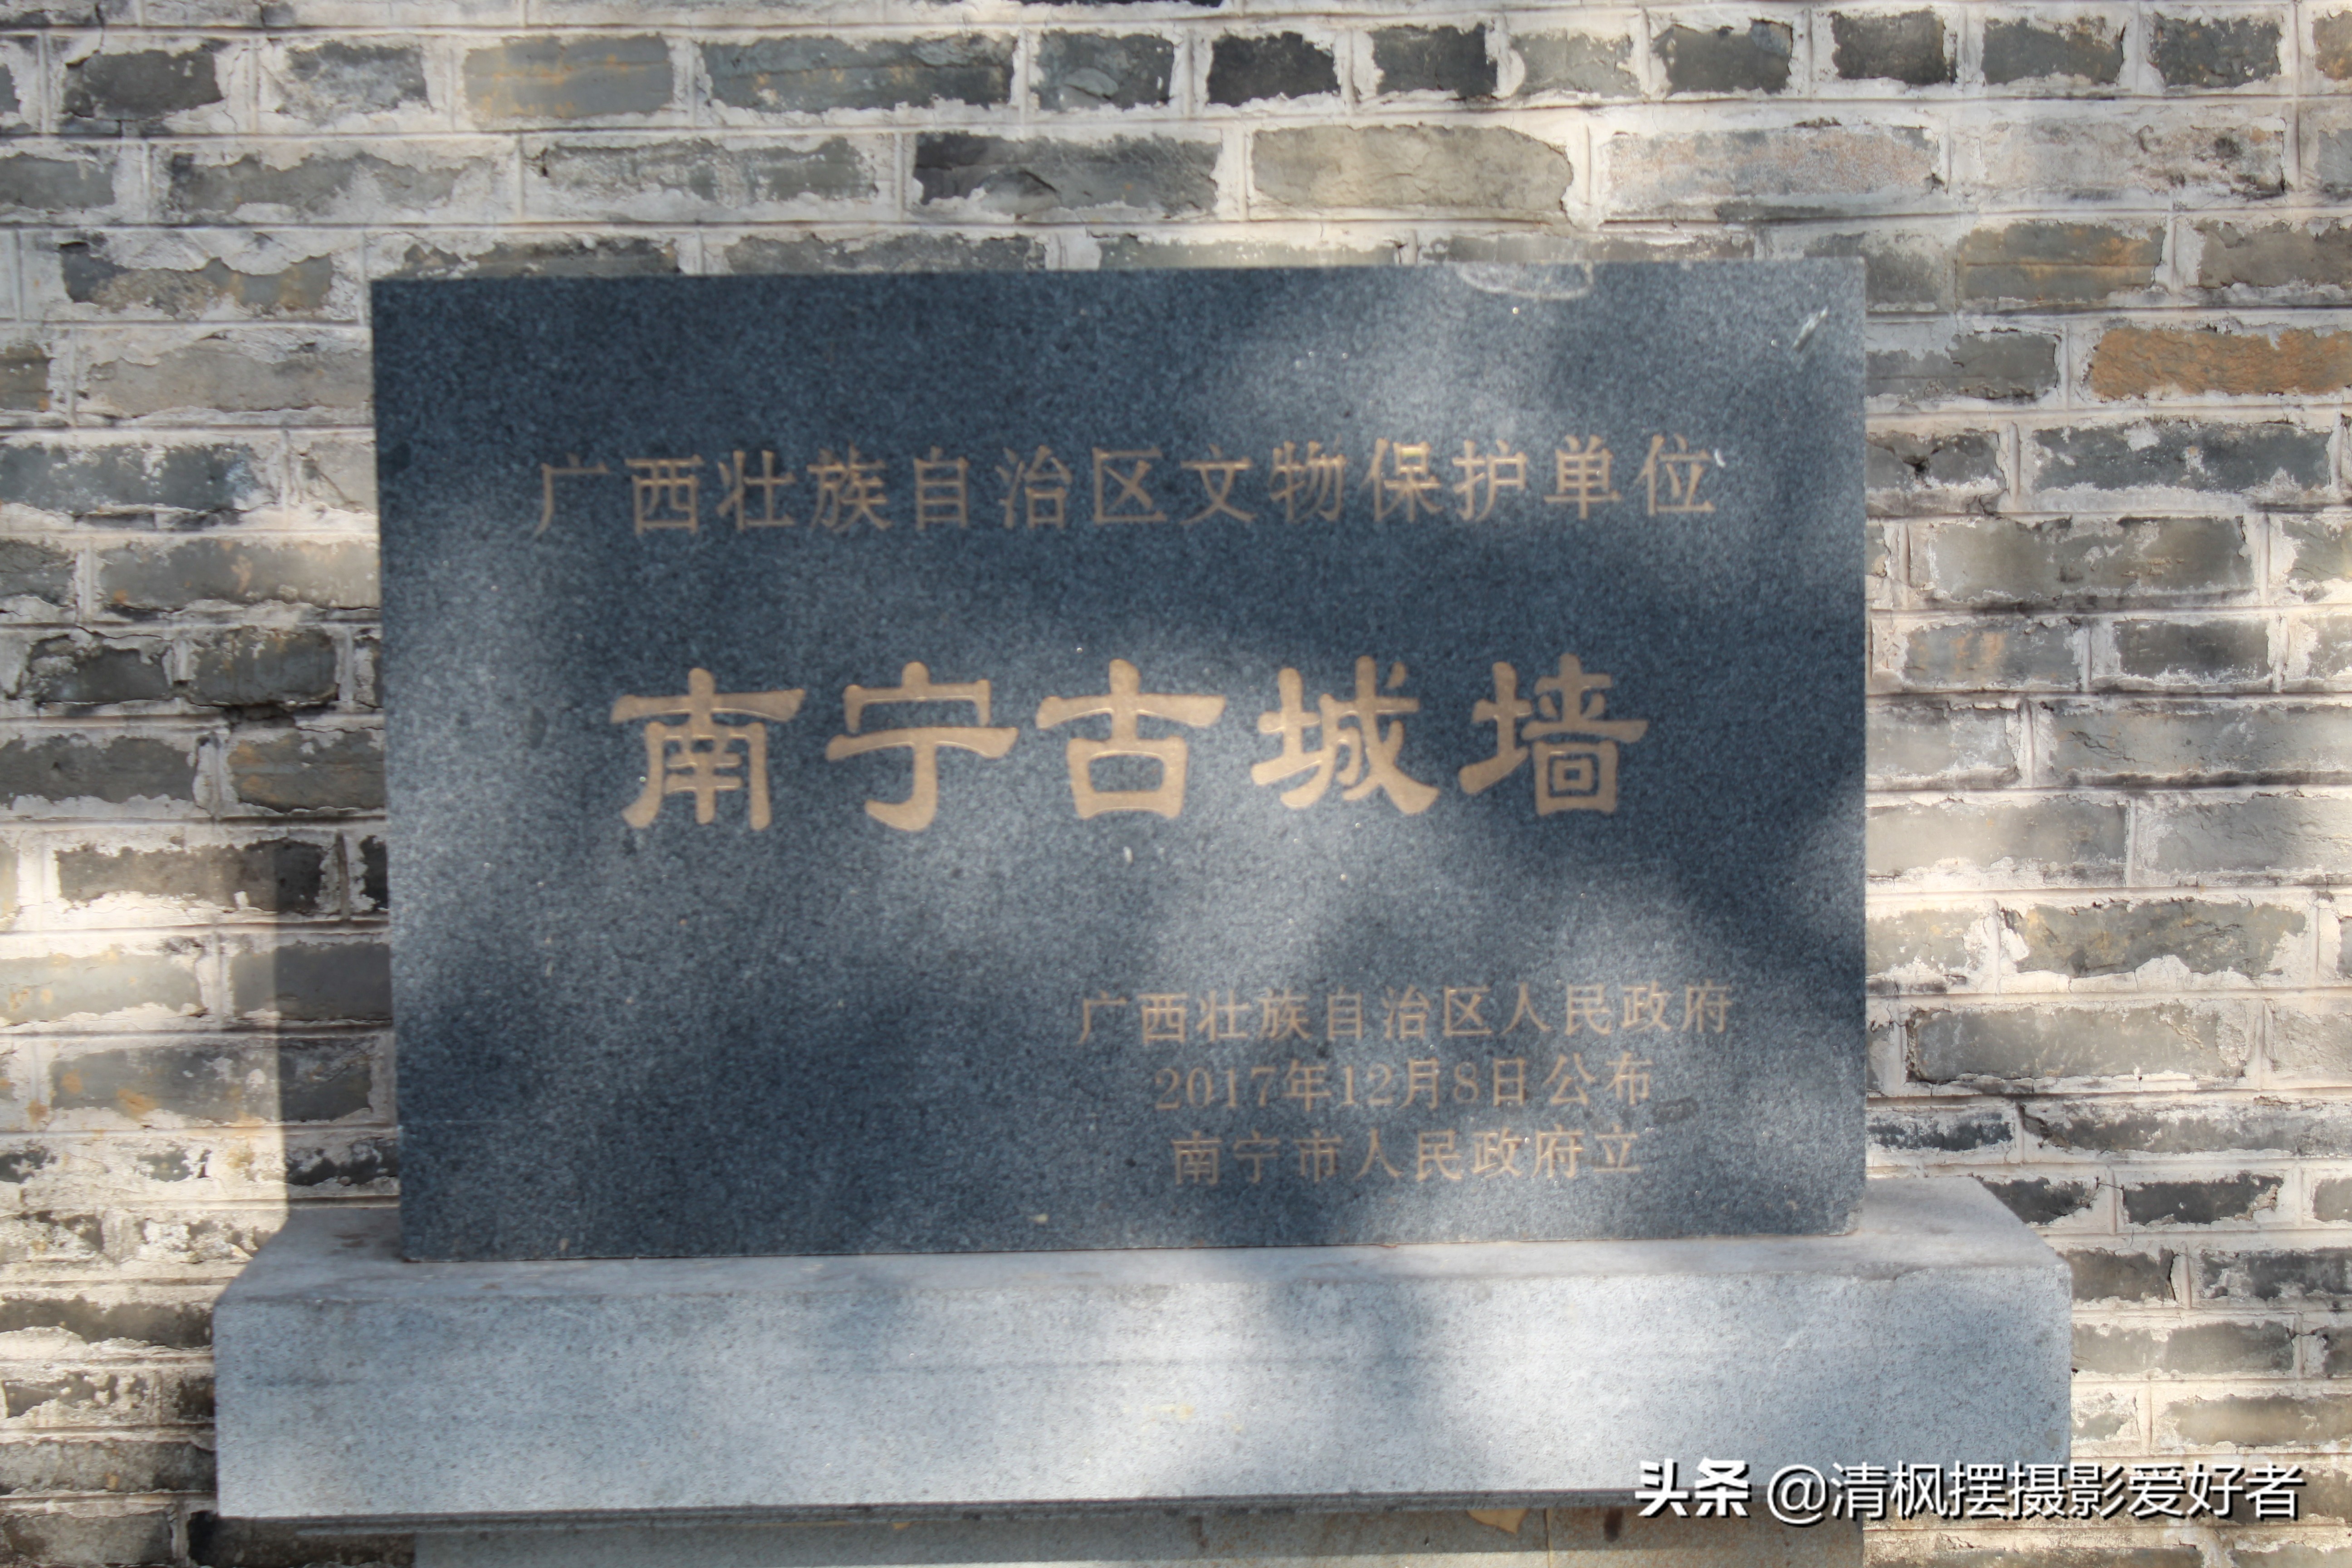 广西壮族自治区文物保护单位
南宁古城墙
广西壮族自治区人民政府
2017年12月8日公布
南宁市人民政府立
头条 @清枫摆摄影爱好者